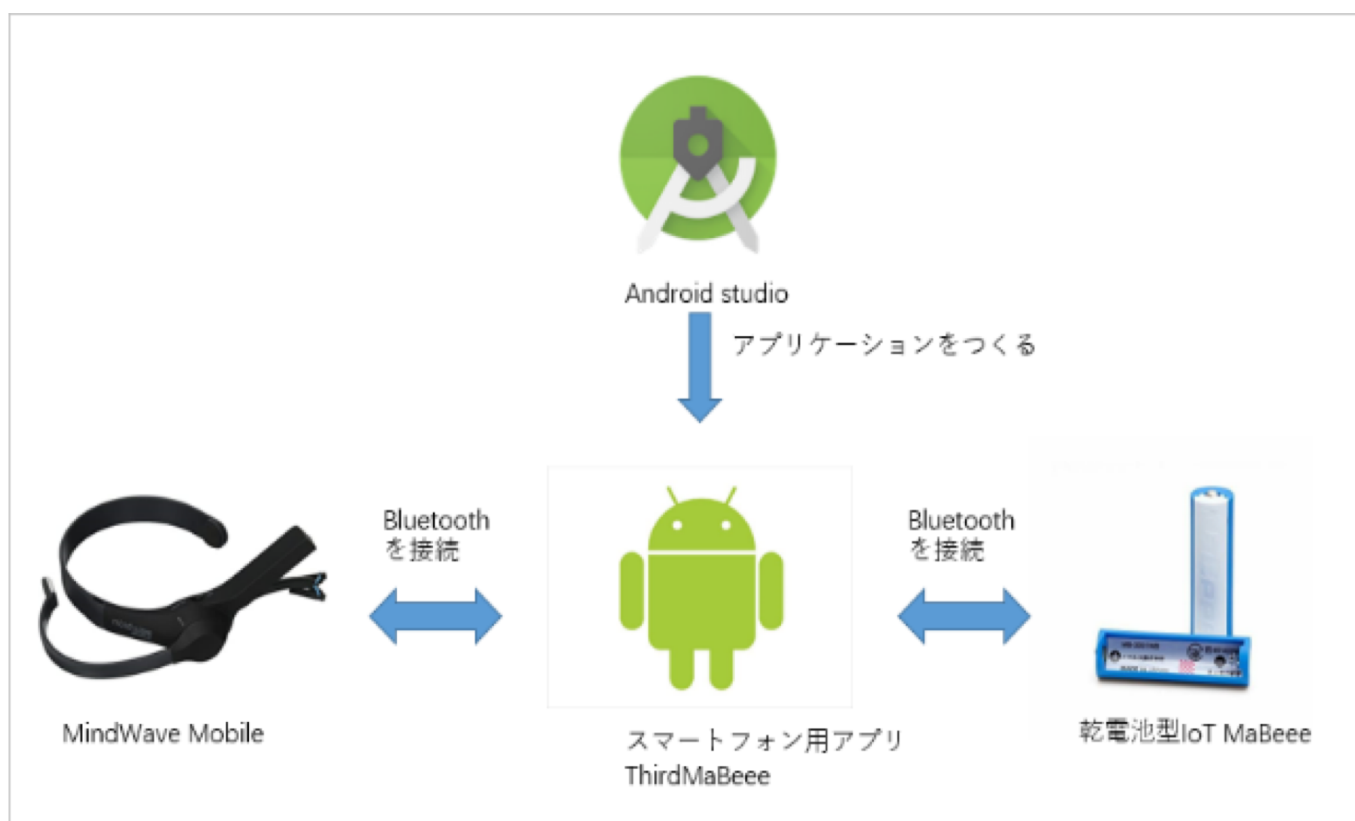 Android studio
アプリケーションをつくる
Bluetooth
を接続
Bluetooth
を接続
MindWave Mobile
スマートフォン用アプリ
ThirdMaBeee
乾電池型IoT MaBeee